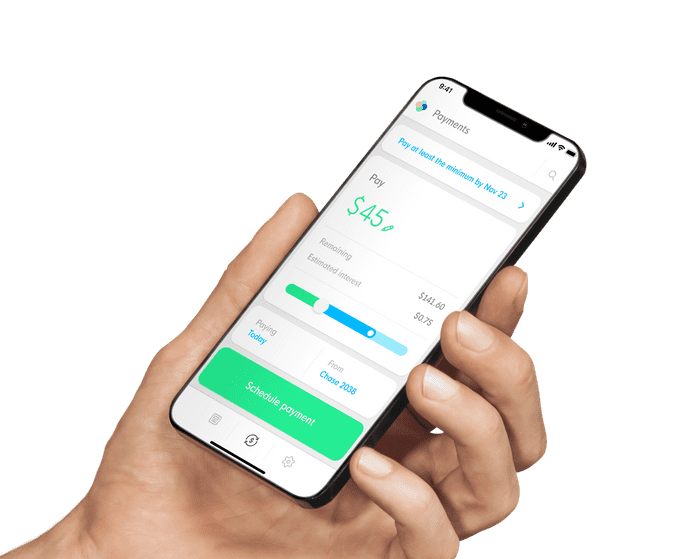 9:41
Payments
Pay at least the minimum by Nov 23
Pay
$45
Remaining $141.60
Estimated interest $0.75
Paying
Today
From
Chase 2038
Schedule payment